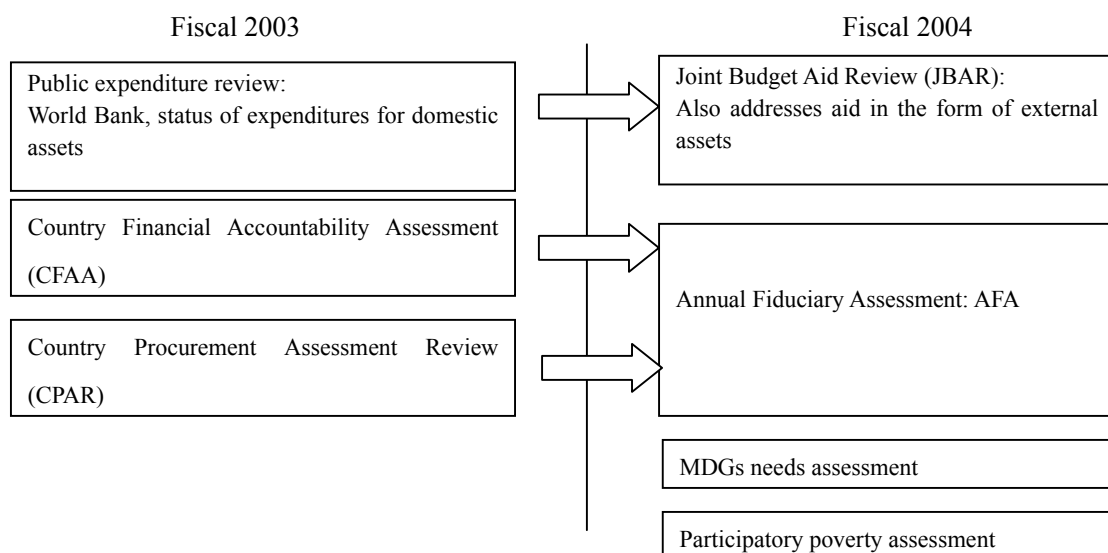 Fiscal 2003
Public expenditure review:
World Bank, status of expenditures for domestic
assets
Country Financial Accountability Assessment
(CFAA)
Country Procurement Assessment Review
(CPAR)
Fiscal 2004
Joint Budget Aid Review (JBAR):
Also addresses aid in the form of external
assets
Annual Fiduciary Assessment: AFA
MDGs needs assessment
Participatory poverty assessment